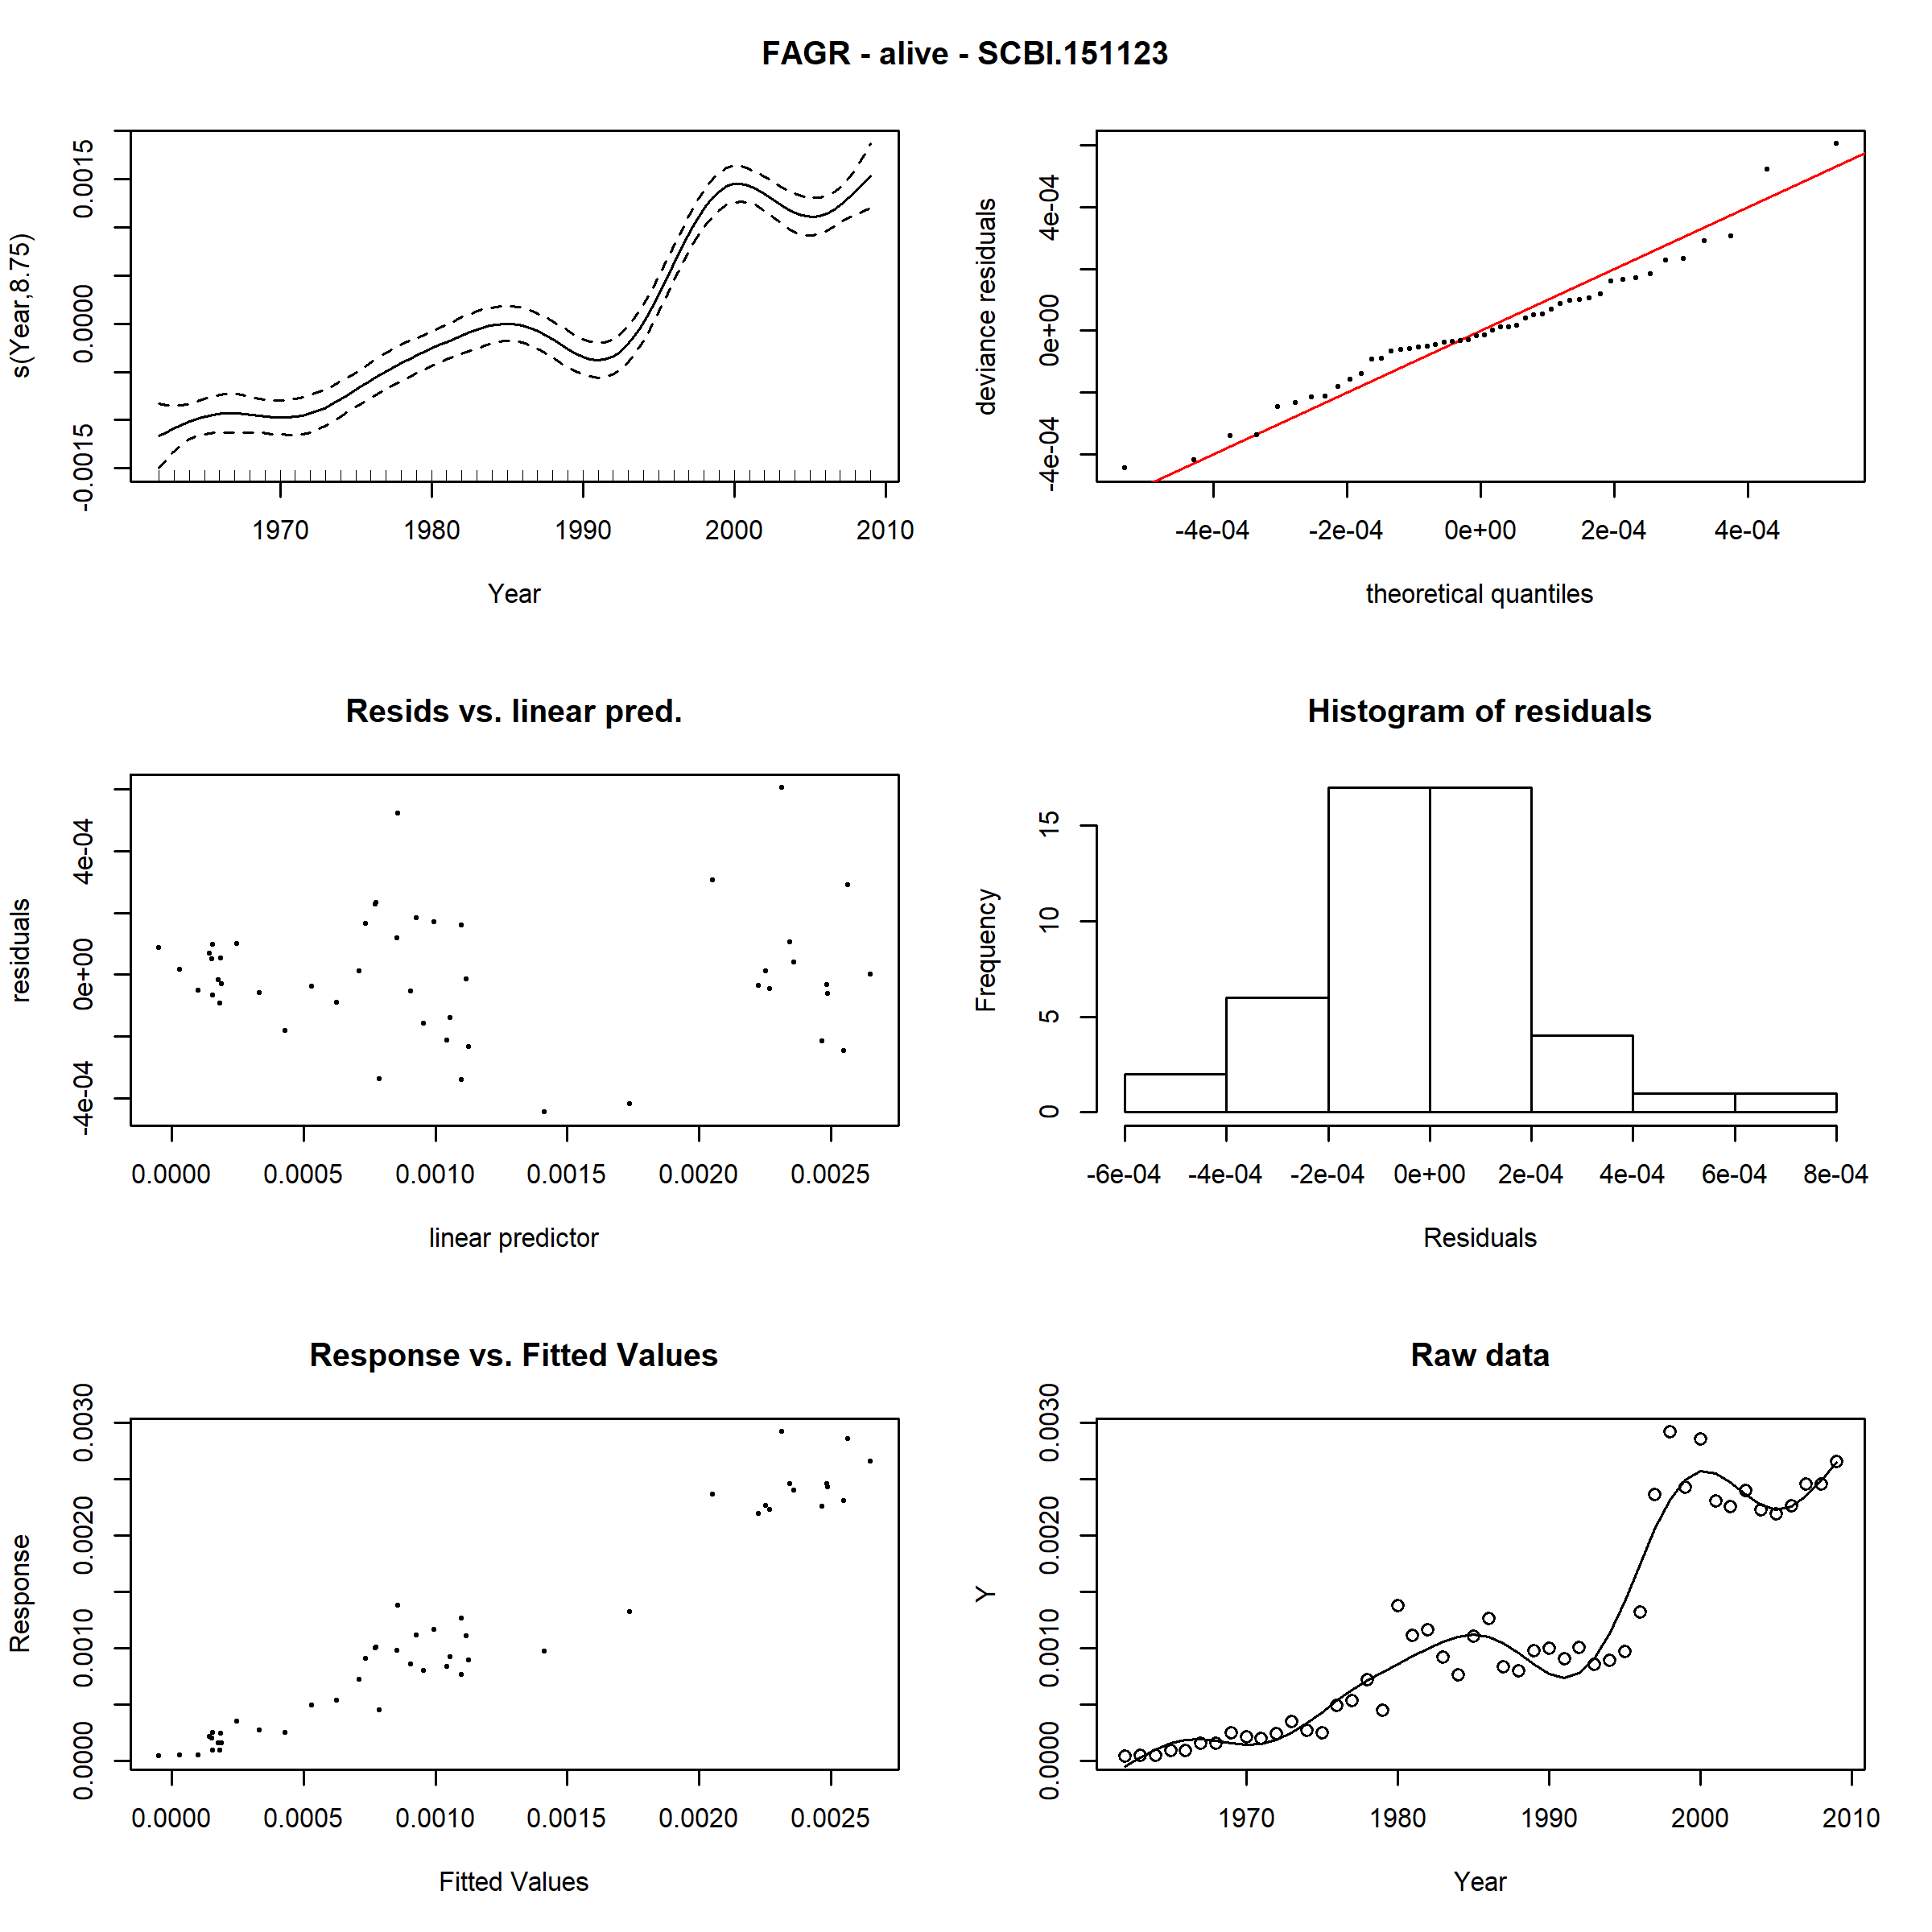 FAGR - alive - SCBI.151123
s(Year,8.75)
-0.0015 0.0000 0.0015
1970 1980 1990 2000 2010
Year
deviance residuals
-4e-04 0e+00 4e-04
-4e-04 -2e-04 0e+00 2e-04 4e-04
theoretical quantiles
Resids vs. linear pred.
residuals
-4e-04 0e+00 4e-04
0.0000 0.0005 0.0010 0.0015 0.0020 0.0025
linear predictor
Histogram of residuals
Frequency
0 5 10 15
-6e-04 -4e-04 -2e-04 0e+00 2e-04 4e-04 6e-04 8e-04
Residuals
Response vs. Fitted Values
Response
0.0000 0.0010 0.0020 0.0030
0.0000 0.0005 0.0010 0.0015 0.0020 0.0025
Fitted Values
Raw data
Y
0.0000 0.0010 0.0020 0.0030
1970 1980 1990 2000 2010
Year